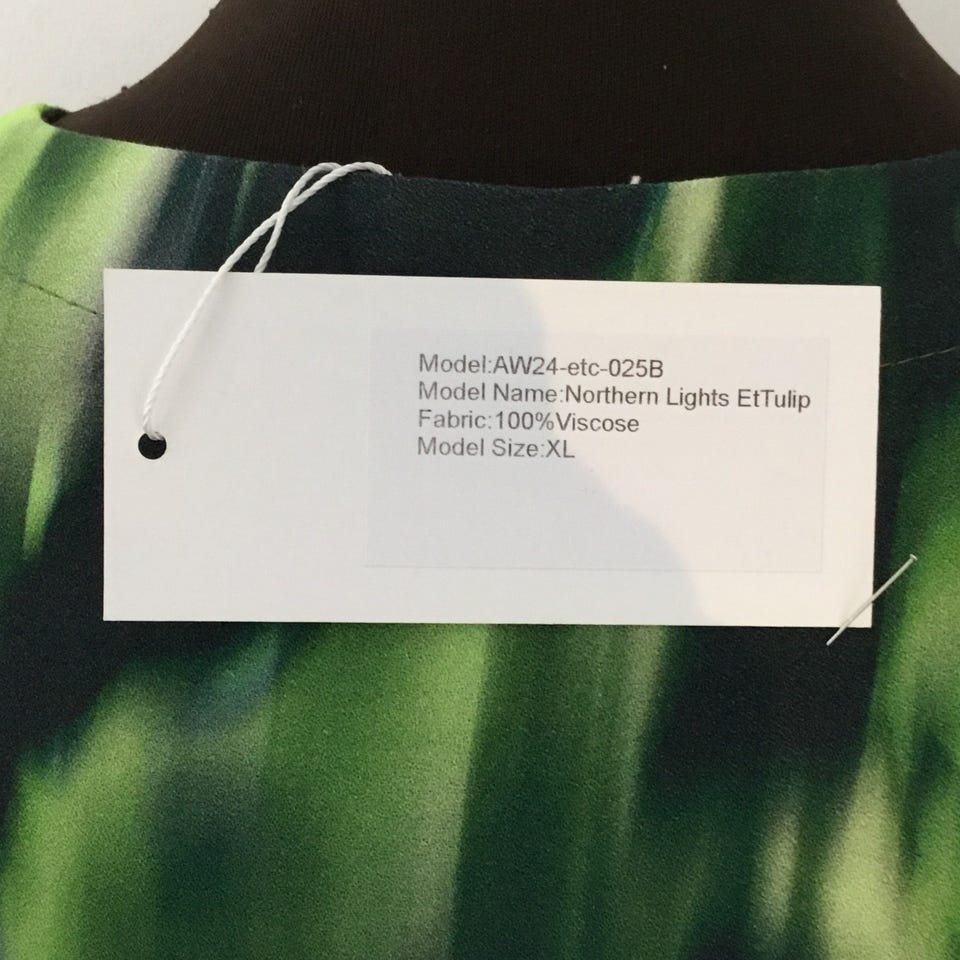 Model:AW24-etc-025B
Model Name:Northern Lights EtTulip
Fabric:100%Viscose
Model Size:XL